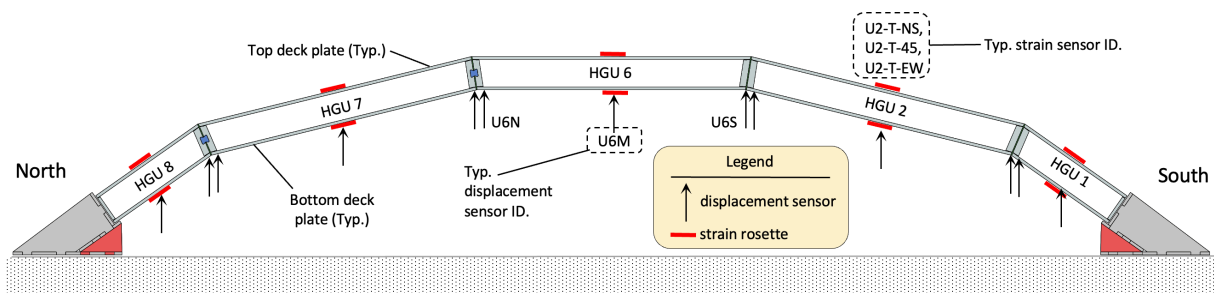 Top deck plate (Typ.)
U2-T-NS,
U2-T-45,
U2-T-EW
Typ. strain sensor ID.
HGU 6
HGU 7
HGU 2
U6N
U6S
U6M
North
HGU 8
HGU 1
South
Typ.
displacement
sensor ID.
Bottom deck
plate (Typ.)
Legend
displacement sensor
strain rosette